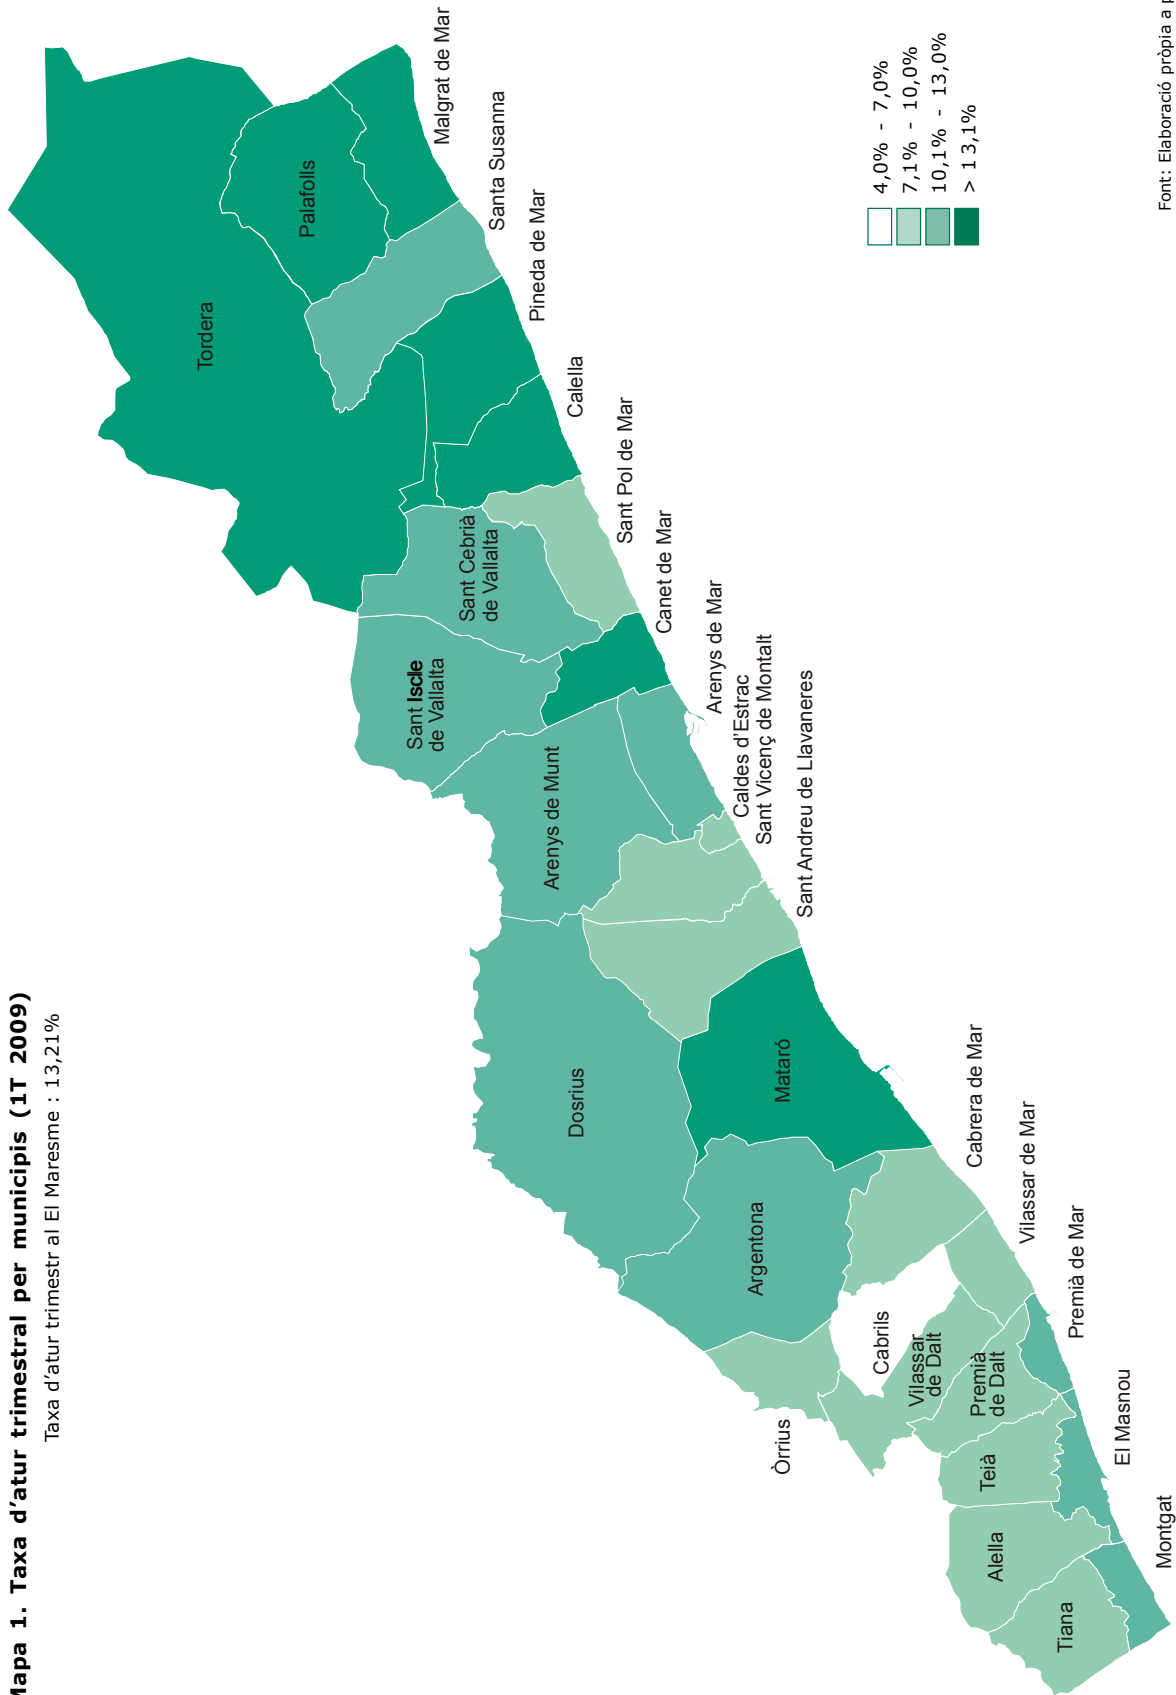 Mapa 1. Taxa d'atur trimestral per municipis (1T 2009)
Taxa d'atur trimestr al El Maresme : 13,21%
Tordera
Palafolls
Malgrat de Mar
Santa Susanna
Pineda de Mar
Calella
Sant Pol de Mar
Canet de Mar
Sant Cebrià
de Vallalta
Sant Iscle
de Vallalta
Arenys de Munt
Arenys de Mar
Caldes d'Estrac
Sant Vicenç de Montalt
Sant Andreu de Llavaneres
Dosrius
Mataró
Argentona
Cabrera de Mar
Vilassar de Mar
Premià de Mar
Cabrils
Vilassar
de Dalt
Premià
de Dalt
Òrrius
Teià
El Masnou
Alella
Tiana
Montgat
4,0% - 7,0%
7,1% - 10,0%
10,1% - 13,0%
> 13,1%
Font: Elaboració pròpia a p